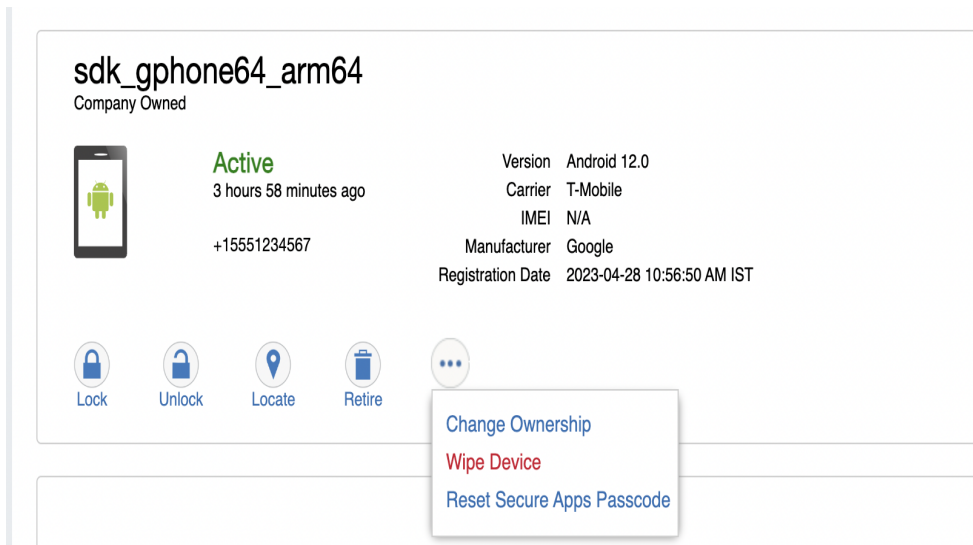 sdk_gphone64_arm64
Company Owned
Active
3 hours 58 minutes ago
+15551234567
Version Android 12.0
Carrier T-Mobile
IMEI N/A
Manufacturer Google
Registration Date 2023-04-28 10:56:50 AM IST
Lock
Unlock
Locate
Retire
Change Ownership
Wipe Device
Reset Secure Apps Passcode